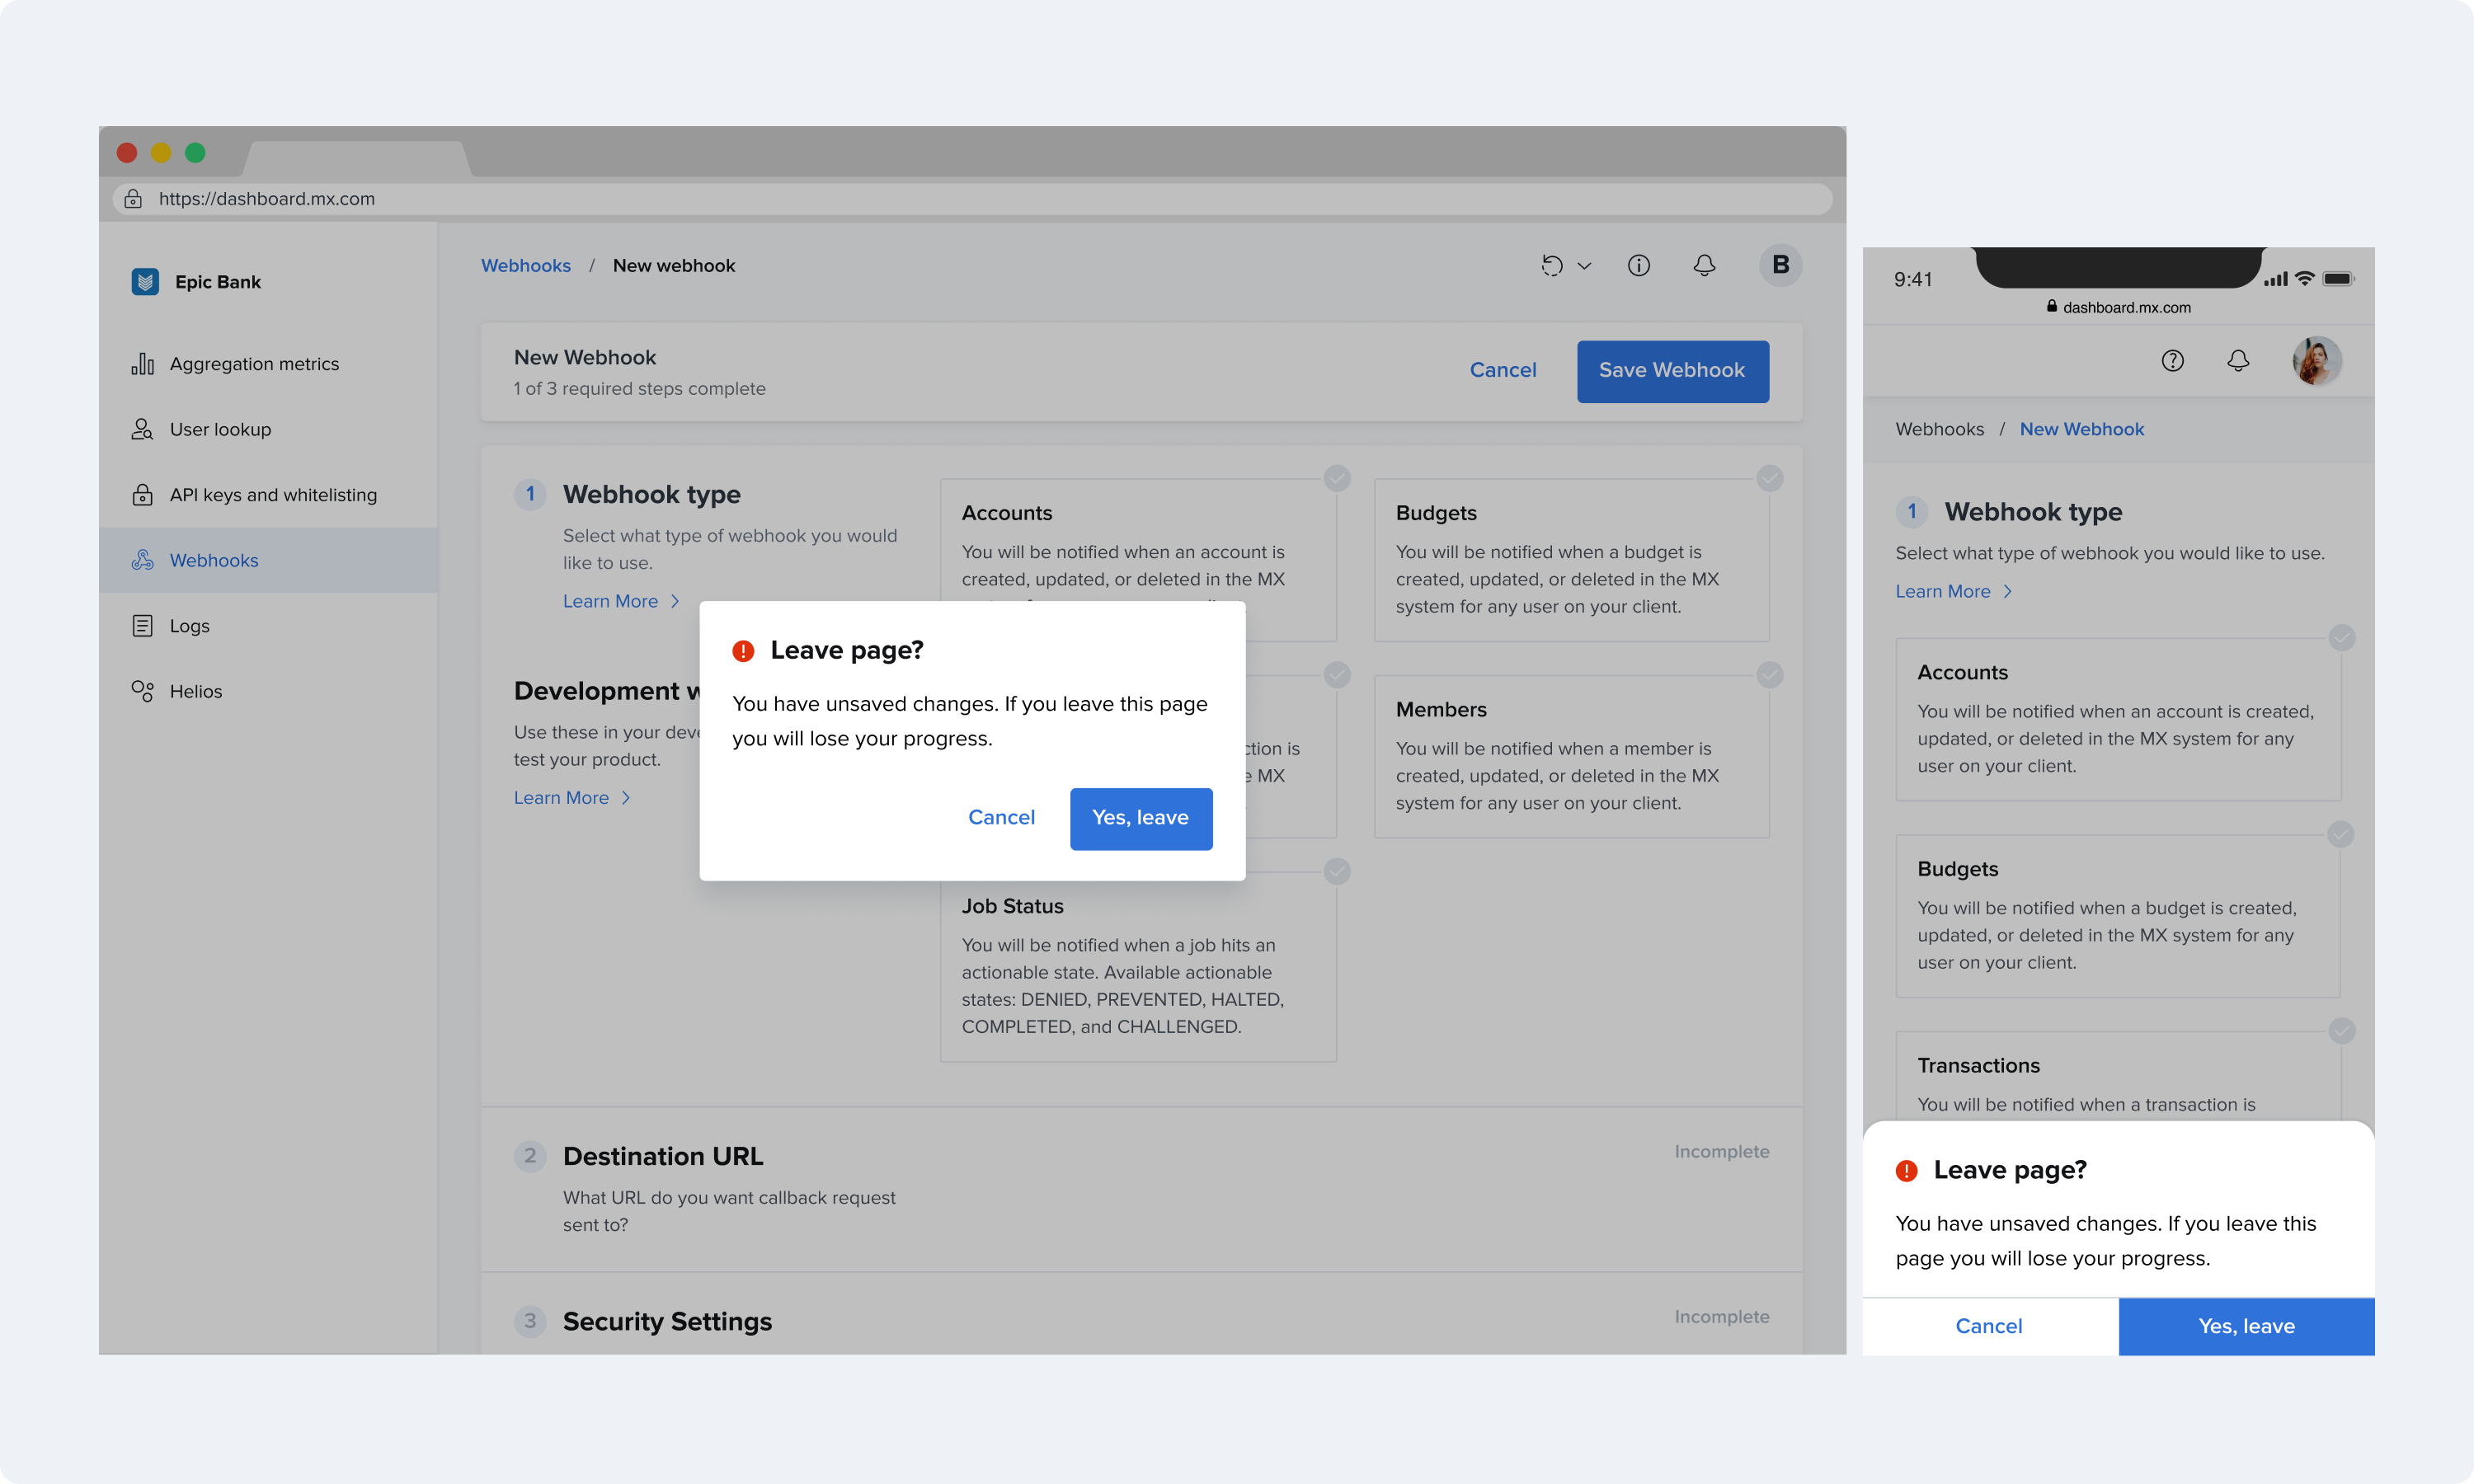 https://dashboard.mx.com
Epic Bank
Aggregation metrics
User lookup
API keys and whitelisting
Webhooks
Logs
Helios
Webhooks / New webhook
B
New Webhook
1 of 3 required steps complete
Cancel
Save Webhook
1
Webhook type
Select what type of webhook you would
like to use.
Learn More
Development
Use these in your
test your product.
Learn More
Accounts
You will be notified when an account is
created, updated, or deleted in the MX
Budgets
You will be notified when a budget is
created, updated, or deleted in the MX
system for any user on your client.
is
MX
Members
You will be notified when a member is
created, updated, or deleted in the MX
system for any user on your client.
Job Status
You will be notified when a job hits an
actionable state. Available actionable
states: DENIED, PREVENTED, HALTED,
COMPLETED, and CHALLENGED.
Leave page?
You have unsaved changes. If you leave this page
you will lose your progress.
Cancel
Yes, leave
2
Destination URL
What URL do you want callback request
sent to?
Incomplete
3
Security Settings
Incomplete
9:41
dashboard.mx.com
Webhooks / New Webhook
1
Webhook type
Select what type of webhook you would like to use.
Learn More
Accounts
You will be notified when an account is created,
updated, or deleted in the MX system for any
user on your client.
Budgets
You will be notified when a budget is created,
updated, or deleted in the MX system for any
user on your client.
Transactions
You will be notified when a transaction is
Leave page?
You have unsaved changes. If you leave this
page you will lose your progress.
Cancel
Yes, leave